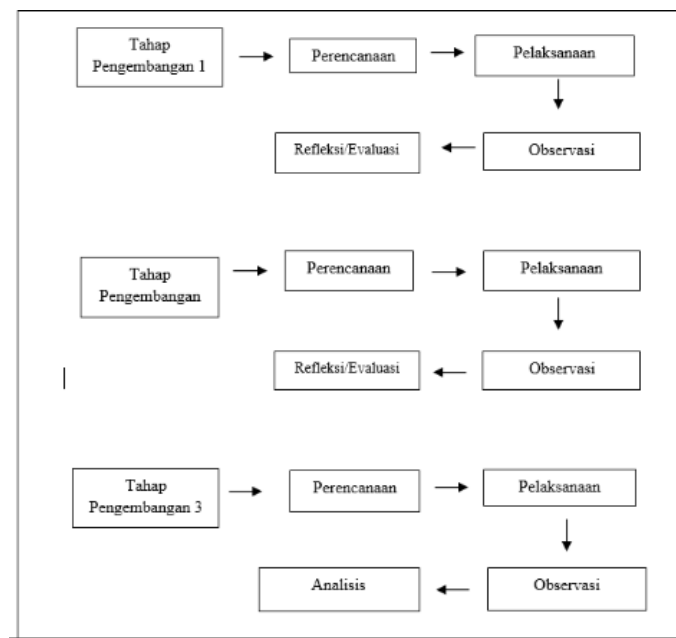 Tahap
Pengembangan 1
Perencanaan
Pelaksanaan
Refleksi/Evaluasi
Observasi
Tahap
Pengembangan
Perencanaan
Pelaksanaan
Refleksi/Evaluasi
Observasi
Tahap
Pengembangan 3
Perencanaan
Pelaksanaan
Analisis
Observasi